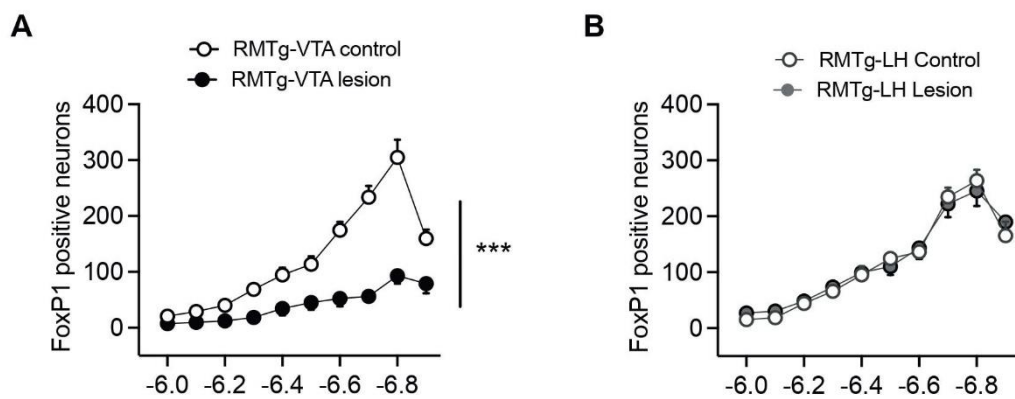 A
RMTg-VTA control
RMTg-VTA lesion
FoxP1 positive neurons
400
300
200
100
0
-6.0
-6.2
-6.4
-6.6
-6.8
***
B
RMTg-LH Control
RMTg-LH Lesion
FoxP1 positive neurons
400
300
200
100
0
-6.0
-6.2
-6.4
-6.6
-6.8